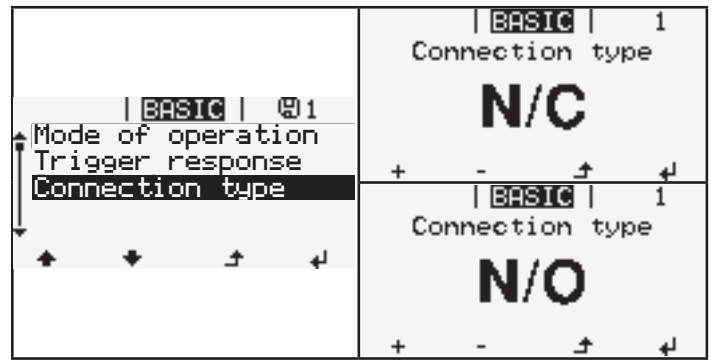 | BASIC | 1
Mode of operation
Trigger response
Connection type
| BASIC | 1
Connection type
N/C
+ -
| BASIC | 1
Connection type
N/O
+ -